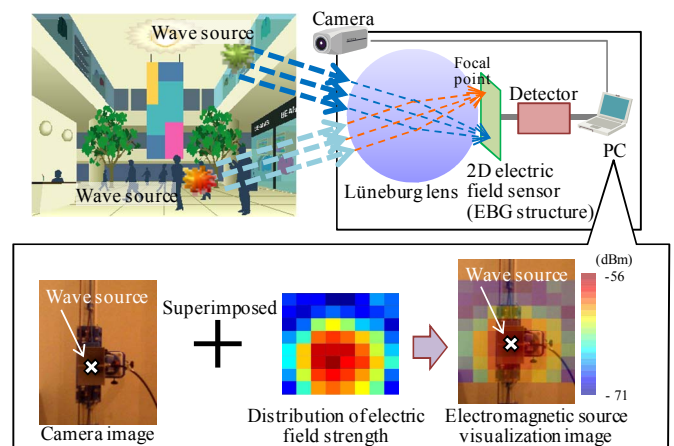 Wave source
Camera
Focal
point
Detector
PC
Wave source
Lüneburg lens
2D electric
field sensor
(EBG structure)
(dBm)
Wave source
Superimposed
Wave source
-56
- 71
Camera image
Distribution of electric
field strength
Electromagnetic source
visualization image